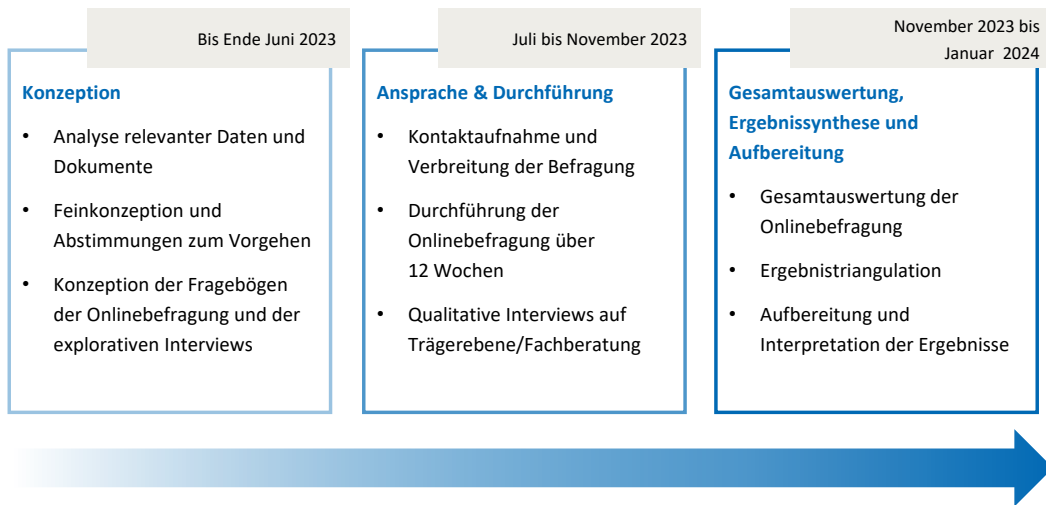 Bis Ende Juni 2023
Konzeption
• Analyse relevanter Daten und
Dokumente
• Feinkonzeption und
Abstimmungen zum Vorgehen
• Konzeption der Fragebögen
der Onlinebefragung und der
explorativen Interviews
Juli bis November 2023
Ansprache & Durchführung
• Kontaktaufnahme und
Verbreitung der Befragung
• Durchführung der
Onlinebefragung über
12 Wochen
• Qualitative Interviews auf
Trägerebene/Fachberatung
November 2023 bis
Januar 2024
Gesamtauswertung,
Ergebnissynthese und
Aufbereitung
• Gesamtauswertung der
Onlinebefragung
• Ergebnistriangulation
• Aufbereitung und
Interpretation der Ergebnisse